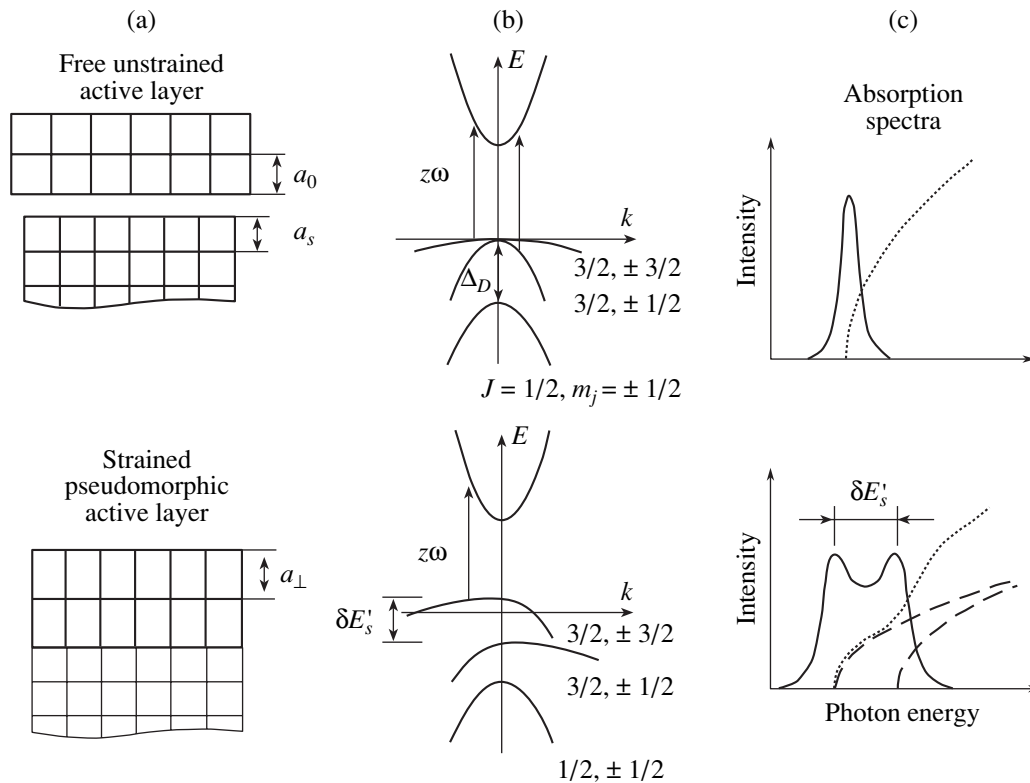 (a)
(b)
(c)
Free unstrained
active layer
a₀
aₛ
E
zω
k
Δ_D
3/2, ± 3/2
3/2, ± 1/2
J = 1/2, mⱼ = ± 1/2
Absorption
spectra
Intensity
Strained
pseudomorphic
active layer
a⊥
E
zω
k
δE'ₛ
3/2, ± 3/2
3/2, ± 1/2
1/2, ± 1/2
δE'ₛ
Intensity
Photon energy